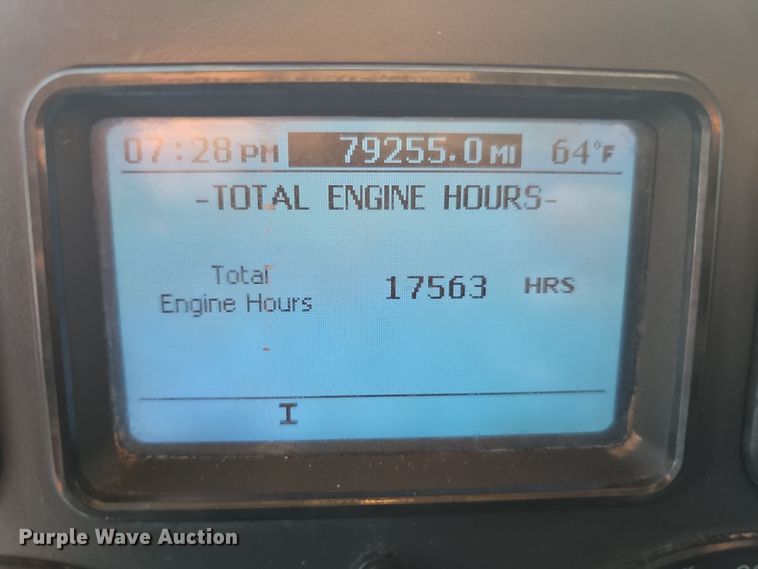 07:28 PM 79255.0 MI 64°F
-TOTAL ENGINE HOURS-
Total
Engine Hours 17563 HRS
I
Purple Wave Auction